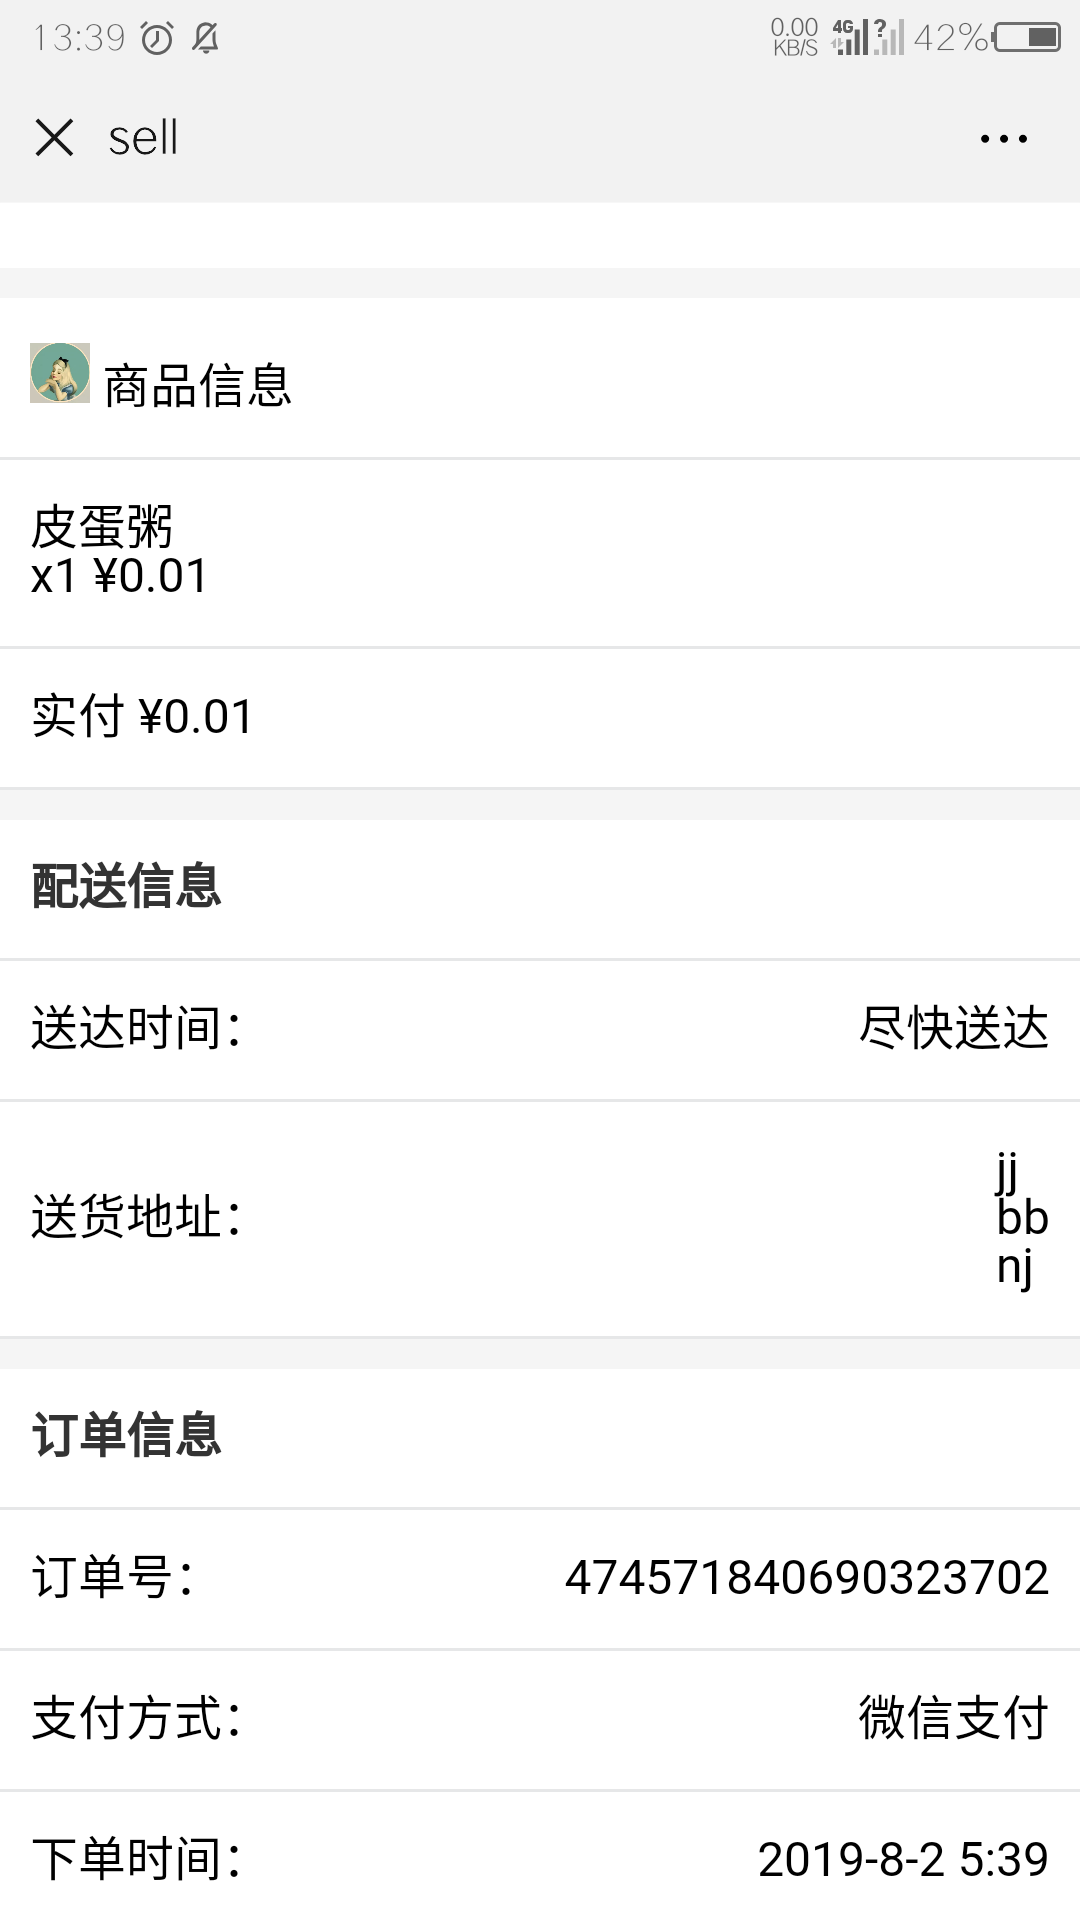 13:39
0.00 KB/S 4G ? 42%
sell
商品信息
皮蛋粥
x1 ¥0.01
实付 ¥0.01
配送信息
送达时间： 尽快送达
送货地址： jj
bb
nj
订单信息
订单号： 474571840690323702
支付方式： 微信支付
下单时间： 2019-8-2 5:39